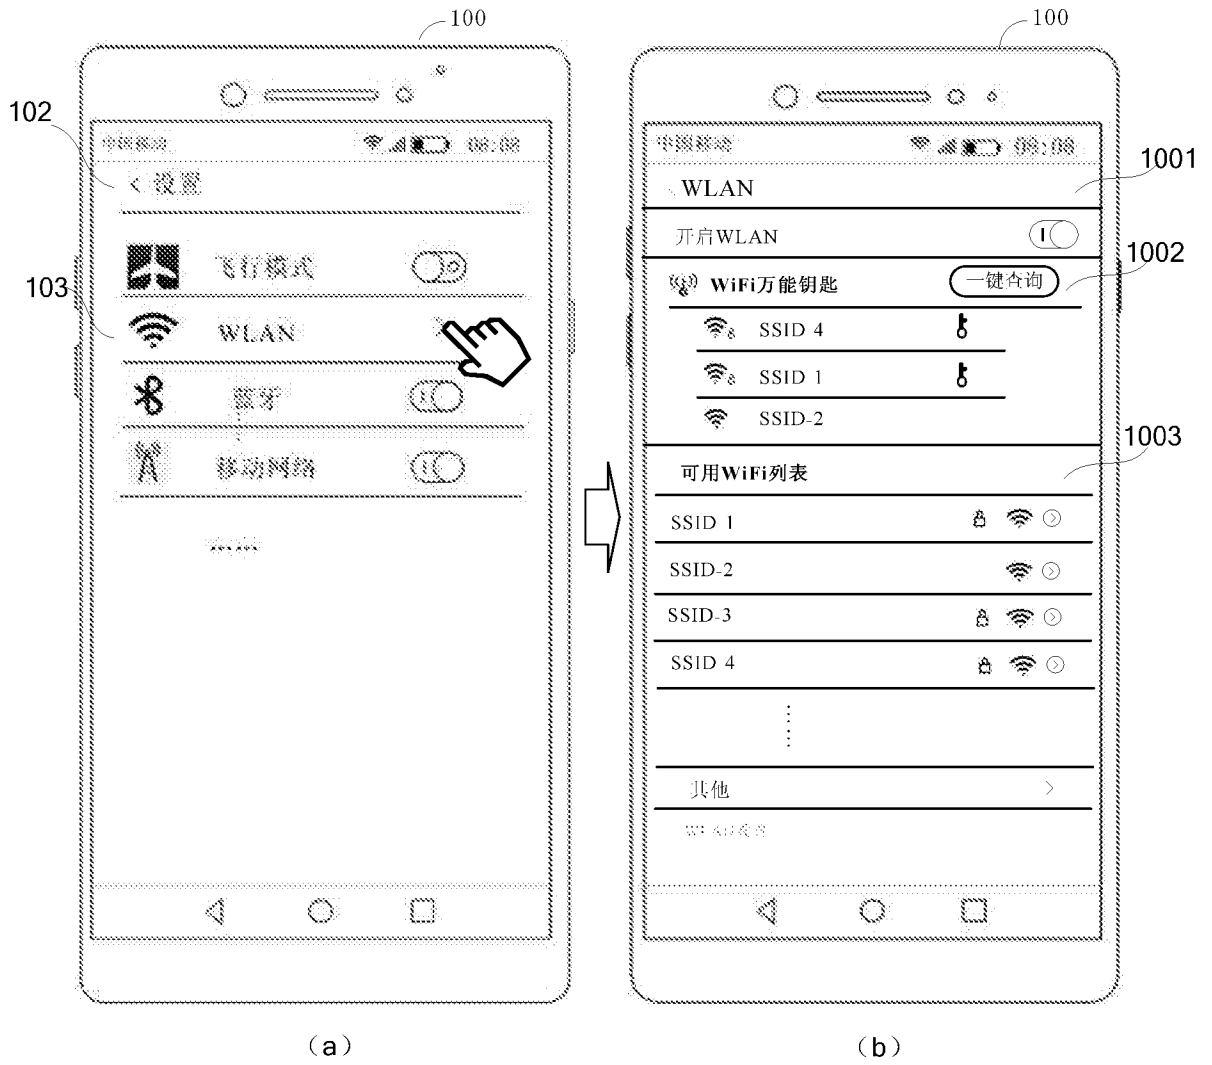 100
102
中国移动
08:08
< 设置
飞行模式
103
WLAN
蓝牙
移动网络
......
(a)
100
中国移动
08:08
1001
WLAN
开启WLAN
1002
WiFi万能钥匙
一键查询
SSID 4
SSID 1
SSID-2
1003
可用WiFi列表
SSID 1
SSID-2
SSID-3
SSID 4
其他
(b)